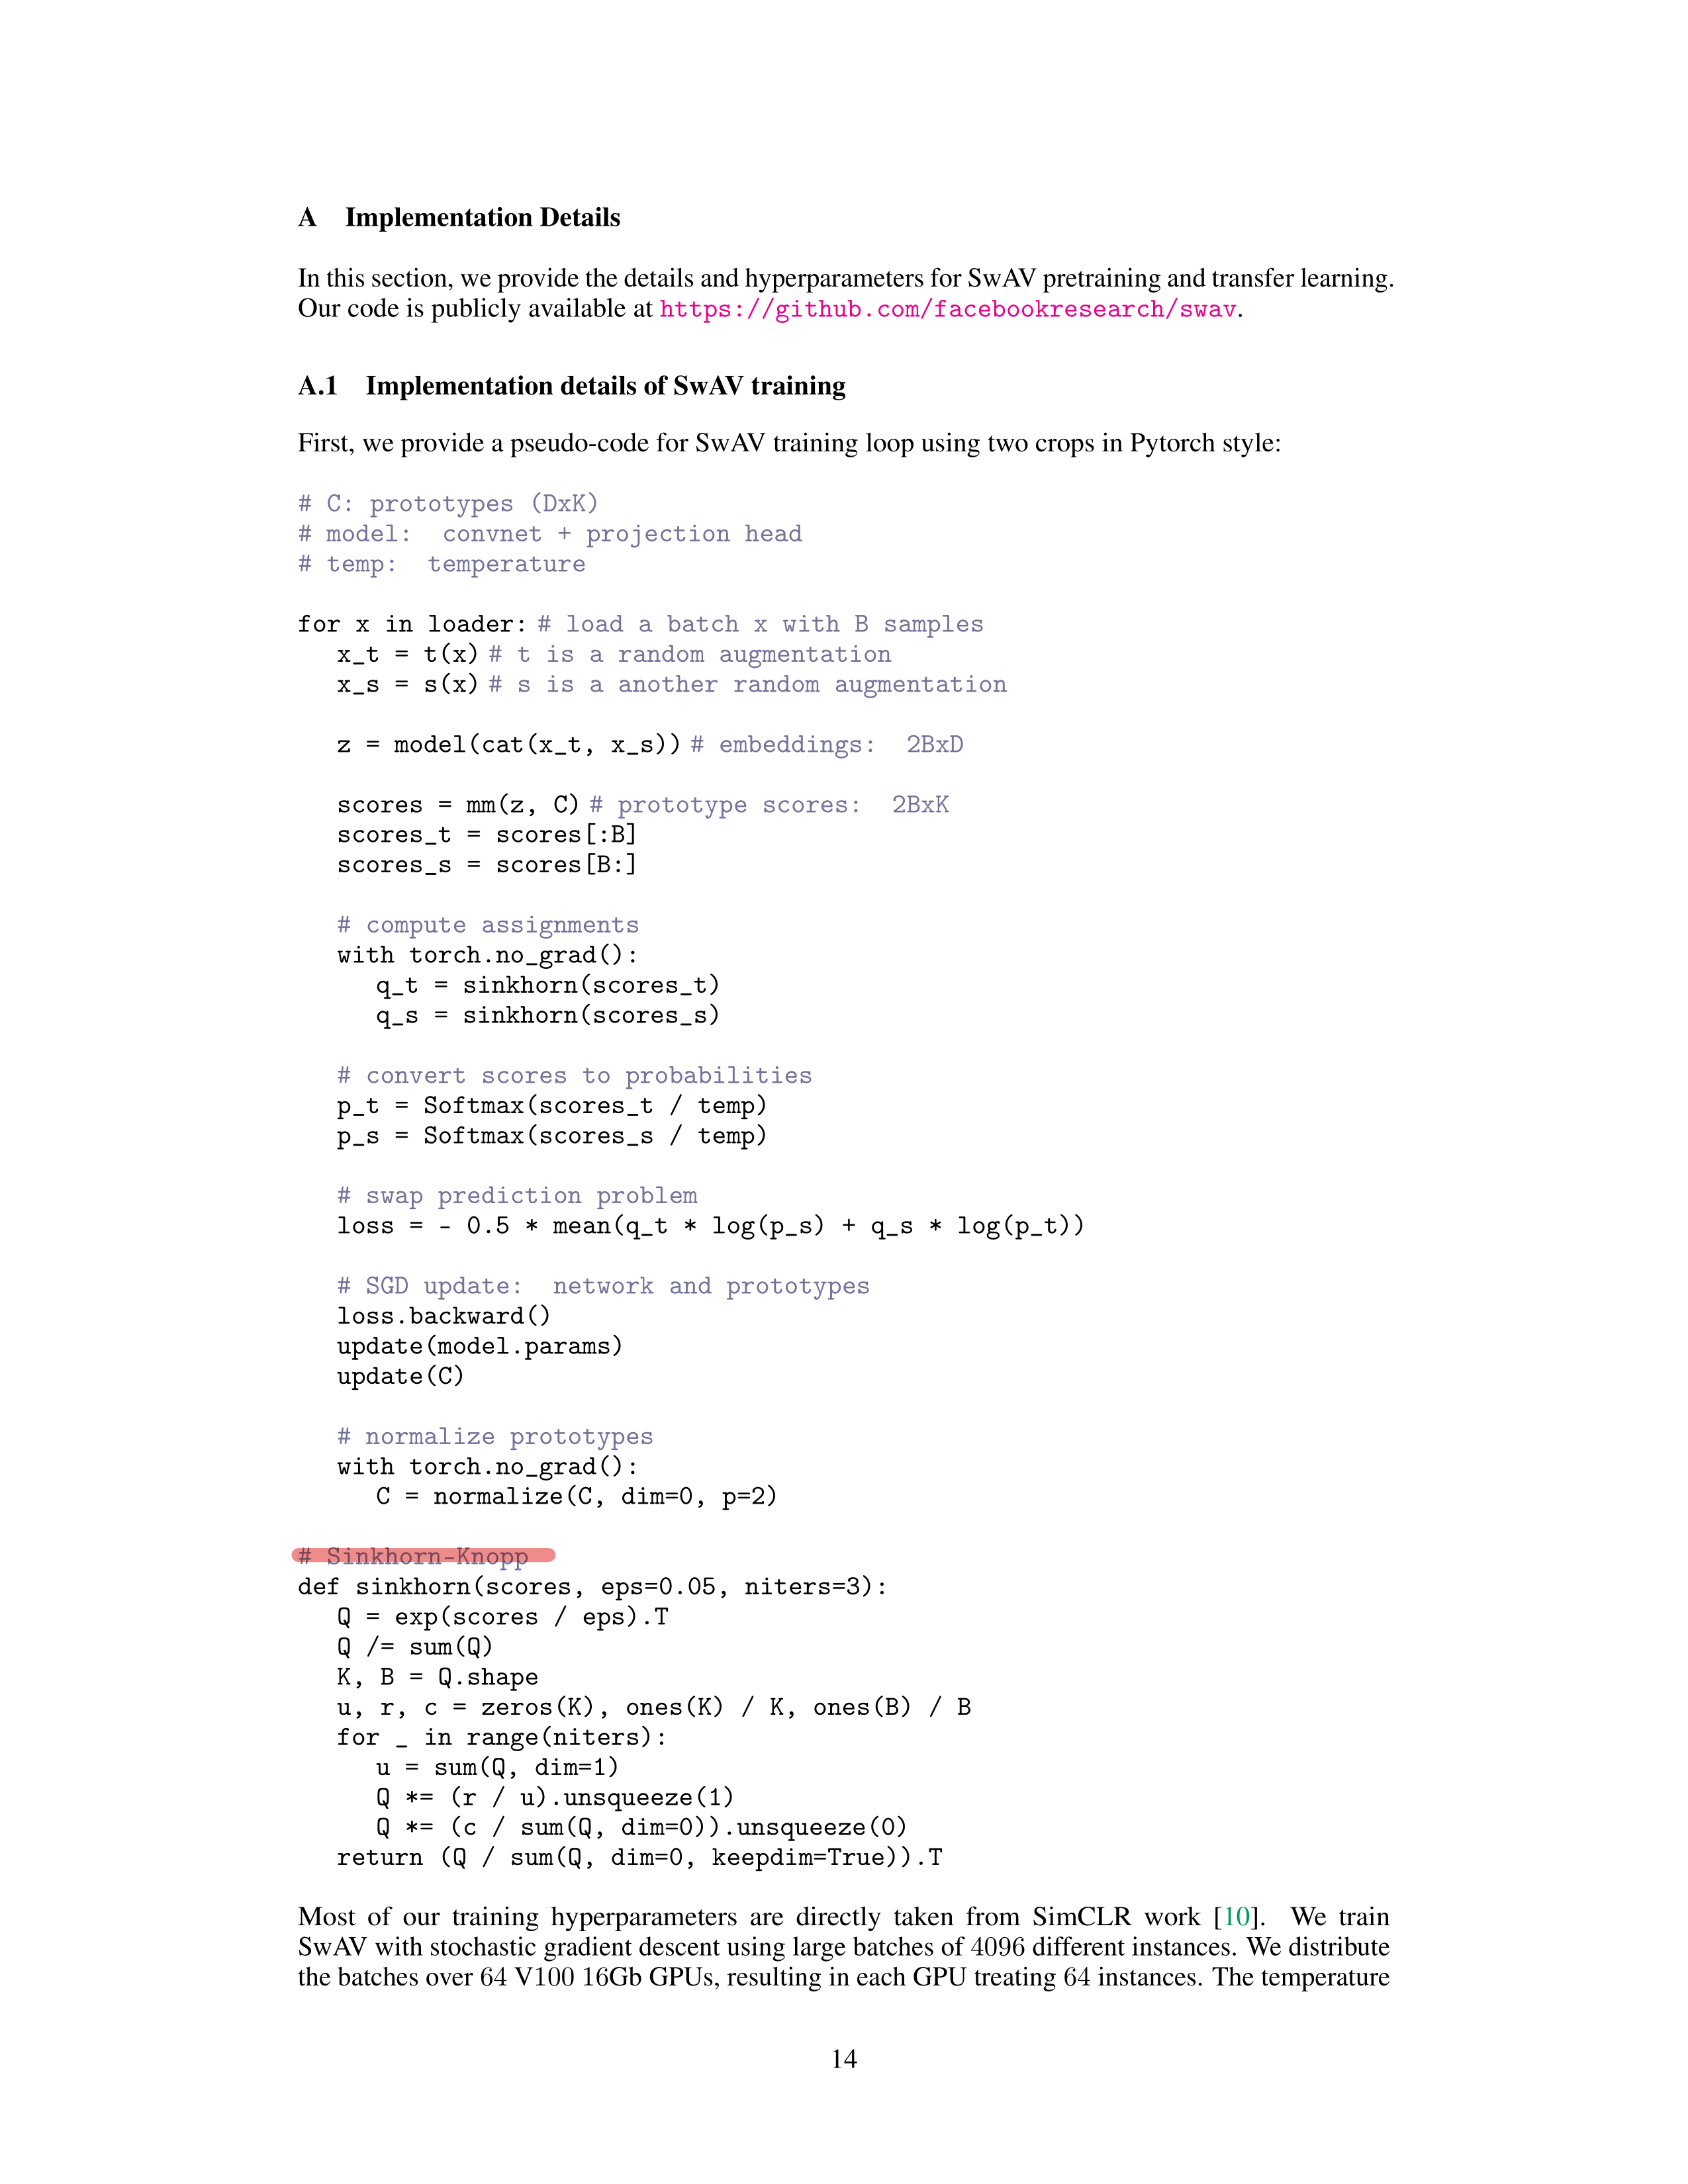 A Implementation Details
In this section, we provide the details and hyperparameters for SwAV pretraining and transfer learning.
Our code is publicly available at https://github.com/facebookresearch/swav.
A.1 Implementation details of SwAV training
First, we provide a pseudo-code for SwAV training loop using two crops in Pytorch style:
# C: prototypes (DxK)
# model: convnet + projection head
# temp: temperature
for x in loader: # load a batch x with B samples
x_t = t(x) # t is a random augmentation
x_s = s(x) # s is a another random augmentation
z = model(cat(x_t, x_s)) # embeddings: 2BxD
scores = mm(z, C) # prototype scores: 2BxK
scores_t = scores[:B]
scores_s = scores[B:]
# compute assignments
with torch.no_grad():
q_t = sinkhorn(scores_t)
q_s = sinkhorn(scores_s)
# convert scores to probabilities
p_t = Softmax(scores_t / temp)
p_s = Softmax(scores_s / temp)
# swap prediction problem
loss = - 0.5 * mean(q_t * log(p_s) + q_s * log(p_t))
# SGD update: network and prototypes
loss.backward()
update(model.params)
update(C)
# normalize prototypes
with torch.no_grad():
C = normalize(C, dim=0, p=2)
# Sinkhorn-Knopp
def sinkhorn(scores, eps=0.05, niters=3):
Q = exp(scores / eps).T
Q /= sum(Q)
K, B = Q.shape
u, r, c = zeros(K), ones(K) / K, ones(B) / B
for _ in range(niters):
u = sum(Q, dim=1)
Q *= (r / u).unsqueeze(1)
Q *= (c / sum(Q, dim=0)).unsqueeze(0)
return (Q / sum(Q, dim=0, keepdim=True)).T
Most of our training hyperparameters are directly taken from SimCLR work [10]. We train
SwAV with stochastic gradient descent using large batches of 4096 different instances. We distribute
the batches over 64 V100 16Gb GPUs, resulting in each GPU treating 64 instances. The temperature
14